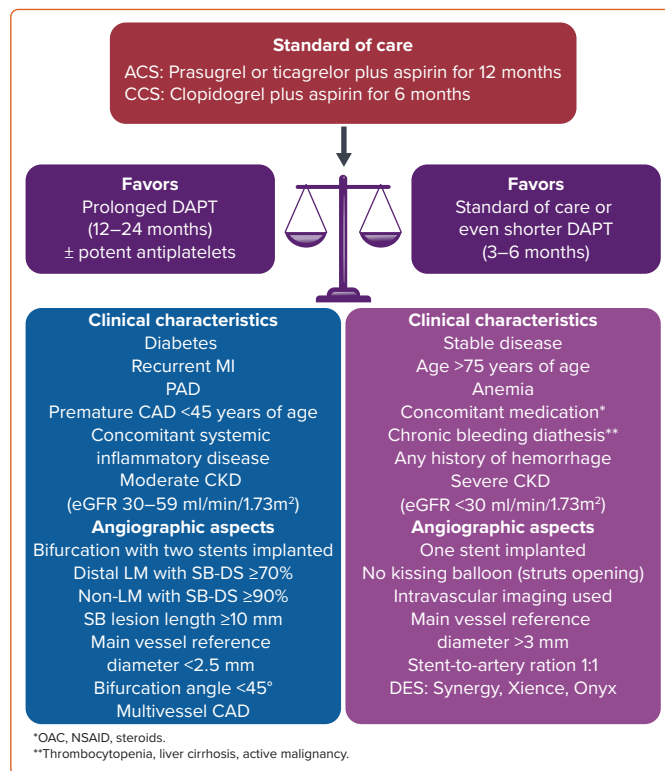 Standard of care
ACS: Prasugrel or ticagrelor plus aspirin for 12 months
CCS: Clopidogrel plus aspirin for 6 months
Favors
Prolonged DAPT
(12–24 months)
± potent antiplatelets
Favors
Standard of care or
even shorter DAPT
(3–6 months)
Clinical characteristics
Diabetes
Recurrent MI
PAD
Premature CAD <45 years of age
Concomitant systemic
inflammatory disease
Moderate CKD
(eGFR 30–59 ml/min/1.73m²)
Angiographic aspects
Bifurcation with two stents implanted
Distal LM with SB-DS ≥70%
Non-LM with SB-DS ≥90%
SB lesion length ≥10 mm
Main vessel reference
diameter <2.5 mm
Bifurcation angle <45°
Multivessel CAD
Clinical characteristics
Stable disease
Age >75 years of age
Anemia
Concomitant medication*
Chronic bleeding diathesis**
Any history of hemorrhage
Severe CKD
(eGFR <30 ml/min/1.73m²)
Angiographic aspects
One stent implanted
No kissing balloon (struts opening)
Intravascular imaging used
Main vessel reference
diameter >3 mm
Stent-to-artery ration 1:1
DES: Synergy, Xience, Onyx
*OAC, NSAID, steroids.
**Thrombocytopenia, liver cirrhosis, active malignancy.